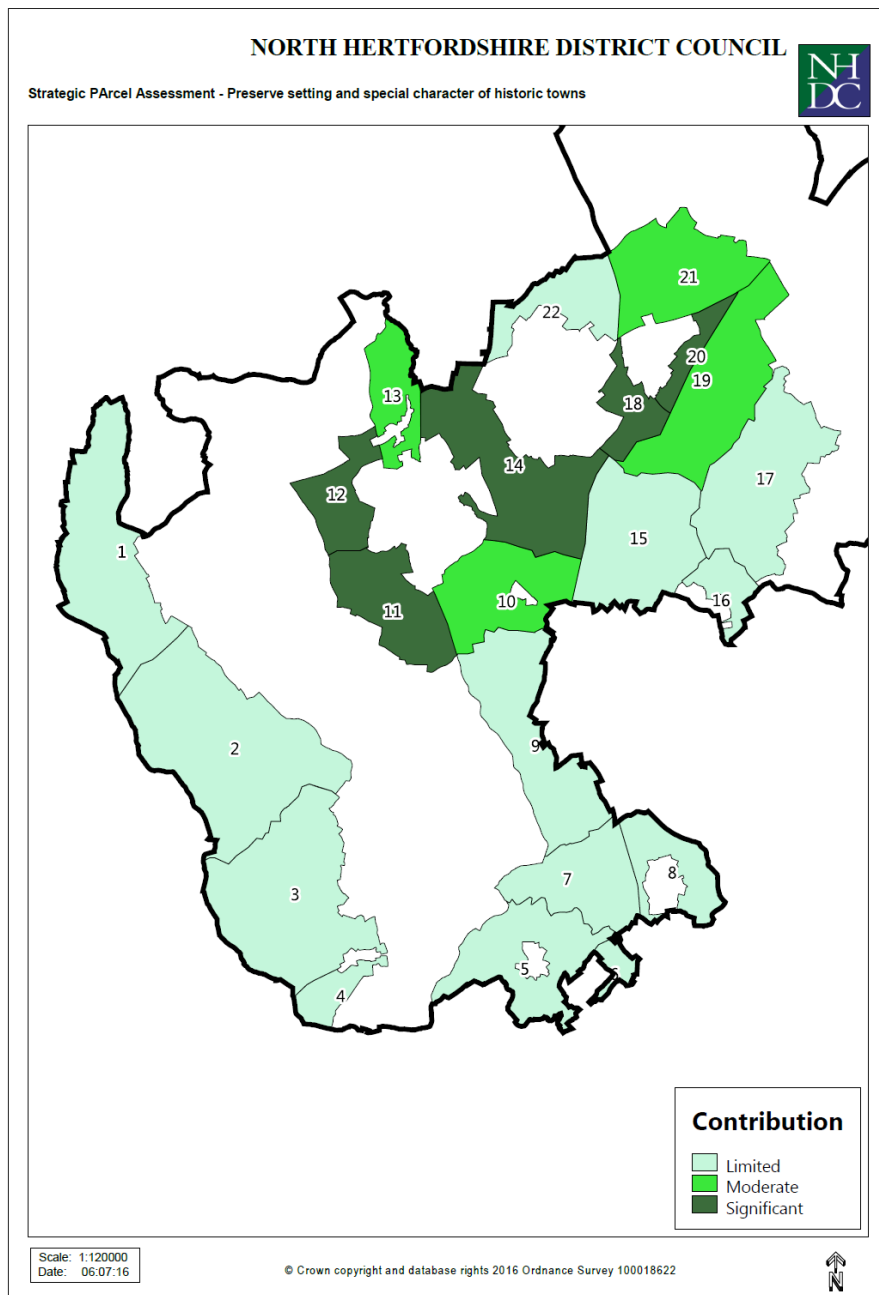 NORTH HERTFORDSHIRE DISTRICT COUNCIL
NH
DC
Strategic PArcel Assessment - Preserve setting and special character of historic towns
21
22
20
19
13
18
14
17
12
15
1
16
10
11
9
2
8
7
3
5
6
4
Contribution
Limited
Moderate
Significant
Scale: 1:120000
Date: 06:07:16
© Crown copyright and database rights 2016 Ordnance Survey 100018622
N